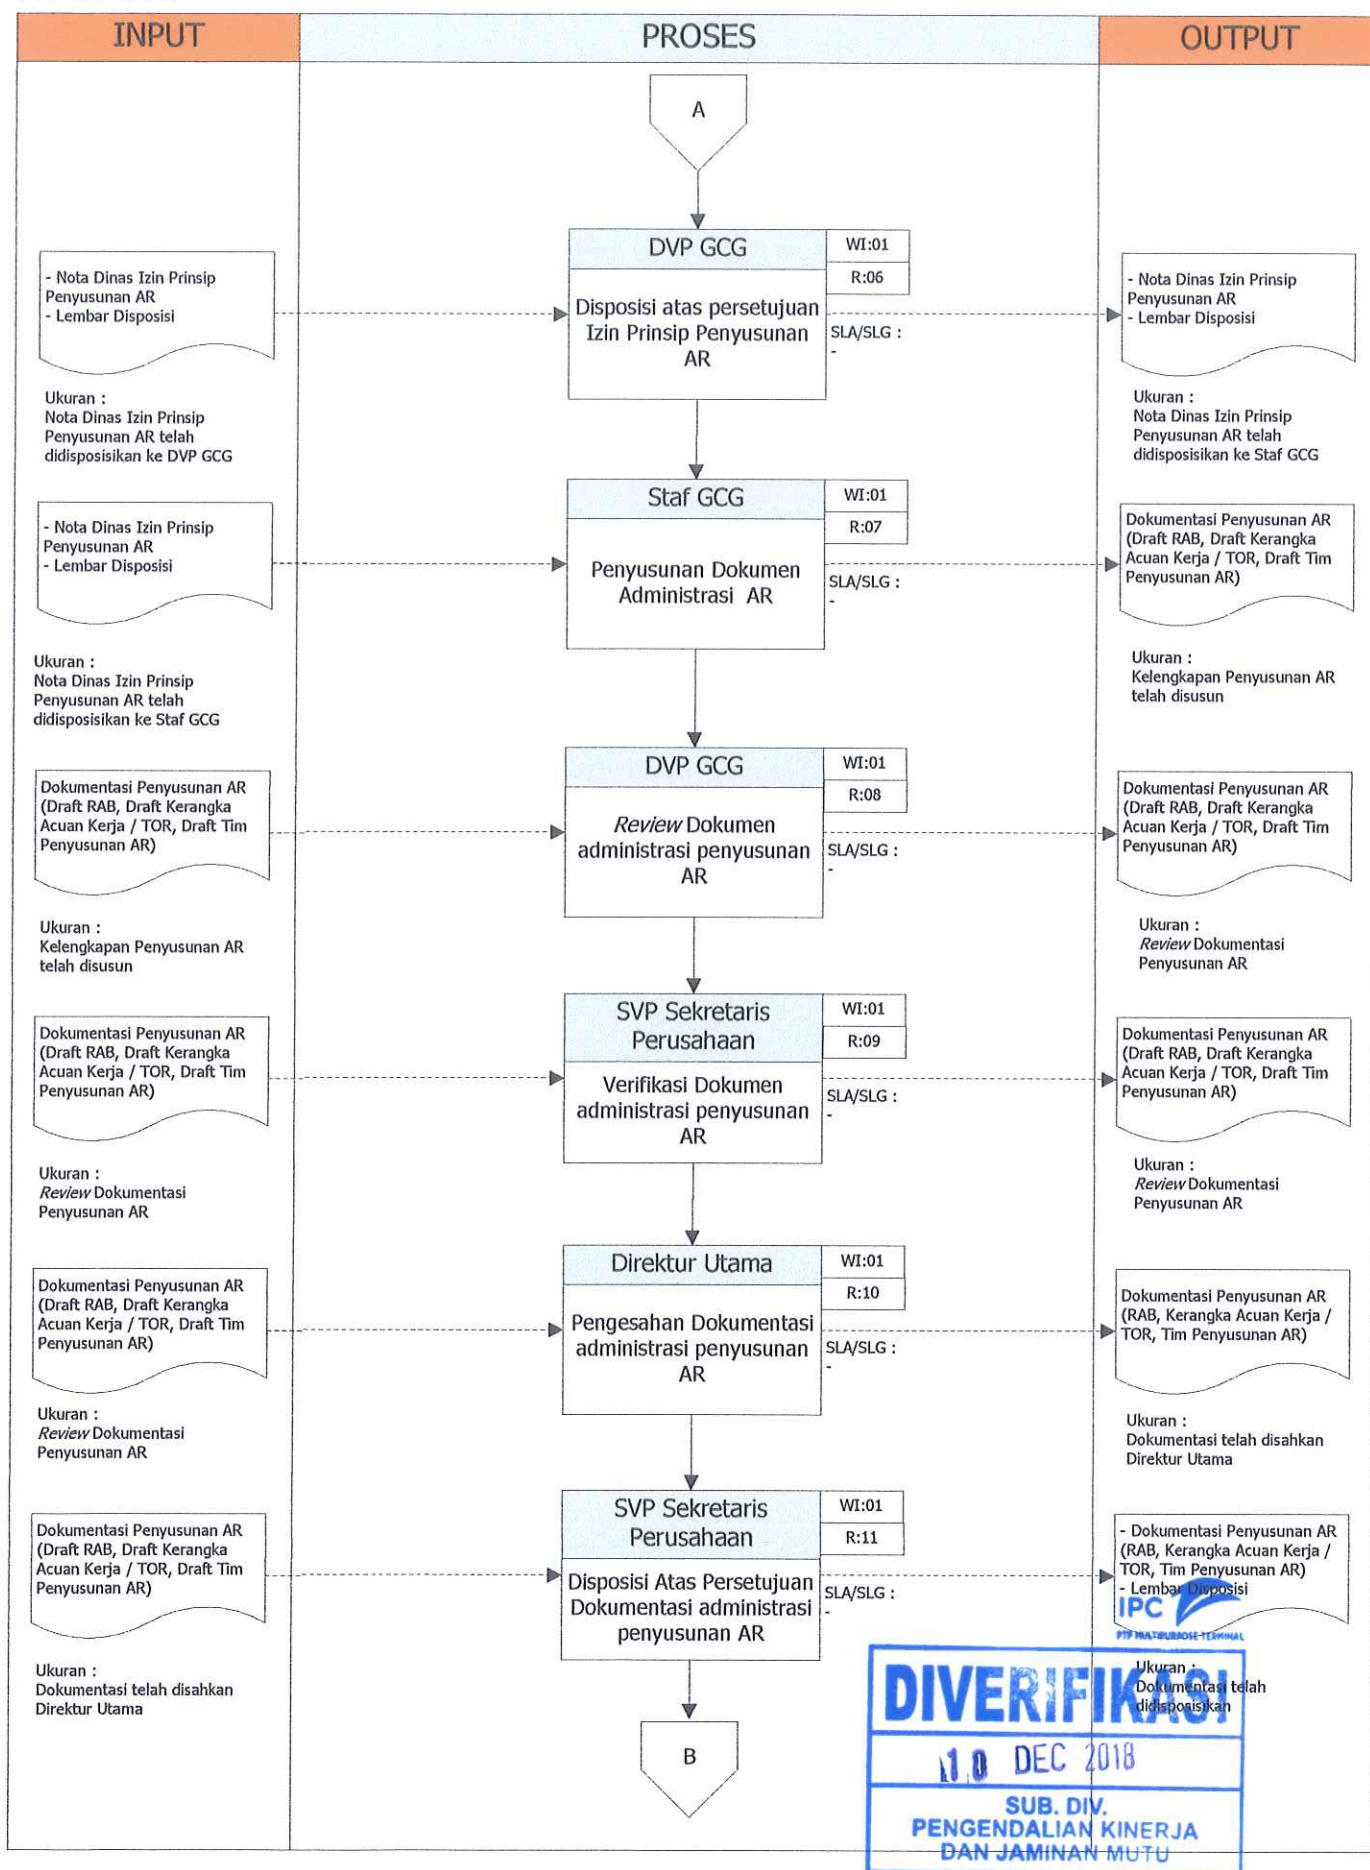 INPUT
PROSES
OUTPUT
A
- Nota Dinas Izin Prinsip
Penyusunan AR
- Lembar Disposisi
Ukuran :
Nota Dinas Izin Prinsip
Penyusunan AR telah
didisposisikan ke DVP GCG
DVP GCG
WI:01
R:06
Disposisi atas persetujuan
Izin Prinsip Penyusunan
AR
SLA/SLG :
-
- Nota Dinas Izin Prinsip
Penyusunan AR
- Lembar Disposisi
Ukuran :
Nota Dinas Izin Prinsip
Penyusunan AR telah
didisposisikan ke Staf GCG
- Nota Dinas Izin Prinsip
Penyusunan AR
- Lembar Disposisi
Ukuran :
Nota Dinas Izin Prinsip
Penyusunan AR telah
didisposisikan ke Staf GCG
Staf GCG
WI:01
R:07
Penyusunan Dokumen
Administrasi AR
SLA/SLG :
-
Dokumentasi Penyusunan AR
(Draft RAB, Draft Kerangka
Acuan Kerja / TOR, Draft Tim
Penyusunan AR)
Ukuran :
Kelengkapan Penyusunan AR
telah disusun
Dokumentasi Penyusunan AR
(Draft RAB, Draft Kerangka
Acuan Kerja / TOR, Draft Tim
Penyusunan AR)
Ukuran :
Kelengkapan Penyusunan AR
telah disusun
DVP GCG
WI:01
R:08
Review Dokumen
administrasi penyusunan
AR
SLA/SLG :
-
Dokumentasi Penyusunan AR
(Draft RAB, Draft Kerangka
Acuan Kerja / TOR, Draft Tim
Penyusunan AR)
Ukuran :
Review Dokumentasi
Penyusunan AR
Dokumentasi Penyusunan AR
(Draft RAB, Draft Kerangka
Acuan Kerja / TOR, Draft Tim
Penyusunan AR)
Ukuran :
Review Dokumentasi
Penyusunan AR
SVP Sekretaris
Perusahaan
WI:01
R:09
Verifikasi Dokumen
administrasi penyusunan
AR
SLA/SLG :
-
Dokumentasi Penyusunan AR
(Draft RAB, Draft Kerangka
Acuan Kerja / TOR, Draft Tim
Penyusunan AR)
Ukuran :
Review Dokumentasi
Penyusunan AR
Dokumentasi Penyusunan AR
(Draft RAB, Draft Kerangka
Acuan Kerja / TOR, Draft Tim
Penyusunan AR)
Ukuran :
Review Dokumentasi
Penyusunan AR
Direktur Utama
WI:01
R:10
Pengesahan Dokumentasi
administrasi penyusunan
AR
SLA/SLG :
-
Dokumentasi Penyusunan AR
(RAB, Kerangka Acuan Kerja /
TOR, Tim Penyusunan AR)
Ukuran :
Dokumentasi telah disahkan
Direktur Utama
Dokumentasi Penyusunan AR
(Draft RAB, Draft Kerangka
Acuan Kerja / TOR, Draft Tim
Penyusunan AR)
Ukuran :
Dokumentasi telah disahkan
Direktur Utama
SVP Sekretaris
Perusahaan
WI:01
R:11
Disposisi Atas Persetujuan
Dokumentasi administrasi
penyusunan AR
SLA/SLG :
-
- Dokumentasi Penyusunan AR
(RAB, Kerangka Acuan Kerja /
TOR, Tim Penyusunan AR)
- Lembar Disposisi
Ukuran :
Dokumentasi telah
didisposisikan
B
IPC
PTP MULTIPURPOSE TERMINAL
DIVERIFIKASI
10 DEC 2018
SUB. DIV.
PENGENDALIAN KINERJA
DAN JAMINAN MUTU